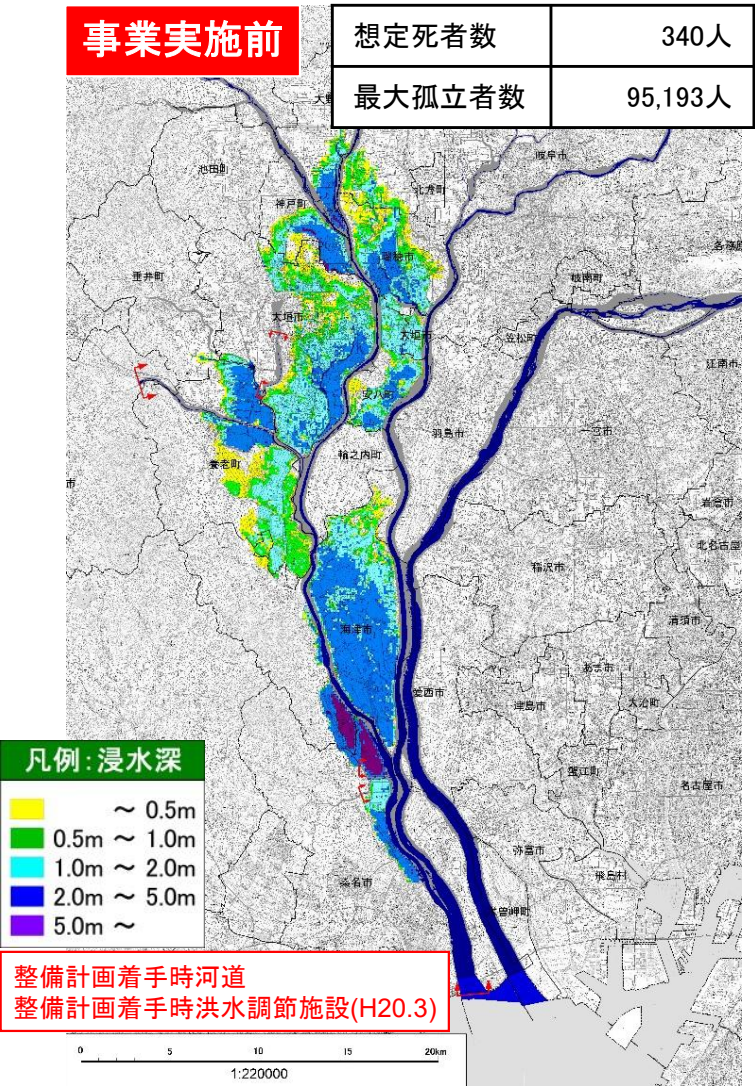 事業実施前
想定死者数 340人
最大孤立者数 95,193人
池田町
岐阜市
北方町
神戸町
瑞穂市
各務原
垂井町
岐南町
大垣市
大垣市
笠松町
江南市
安八町
羽島市
一宮市
輪之内町
養老町
市
岩倉市
北名古屋
稲沢市
清須市
海津市
あま市
愛西市
津島市
大治町
蟹江町
名古屋市
凡例:浸水深
～ 0.5m
0.5m ～ 1.0m
1.0m ～ 2.0m
2.0m ～ 5.0m
5.0m ～
弥富市
飛島村
桑名市
木曽岬町
整備計画着手時河道
整備計画着手時洪水調節施設(H20.3)
0 5 10 15 20km
1:220000